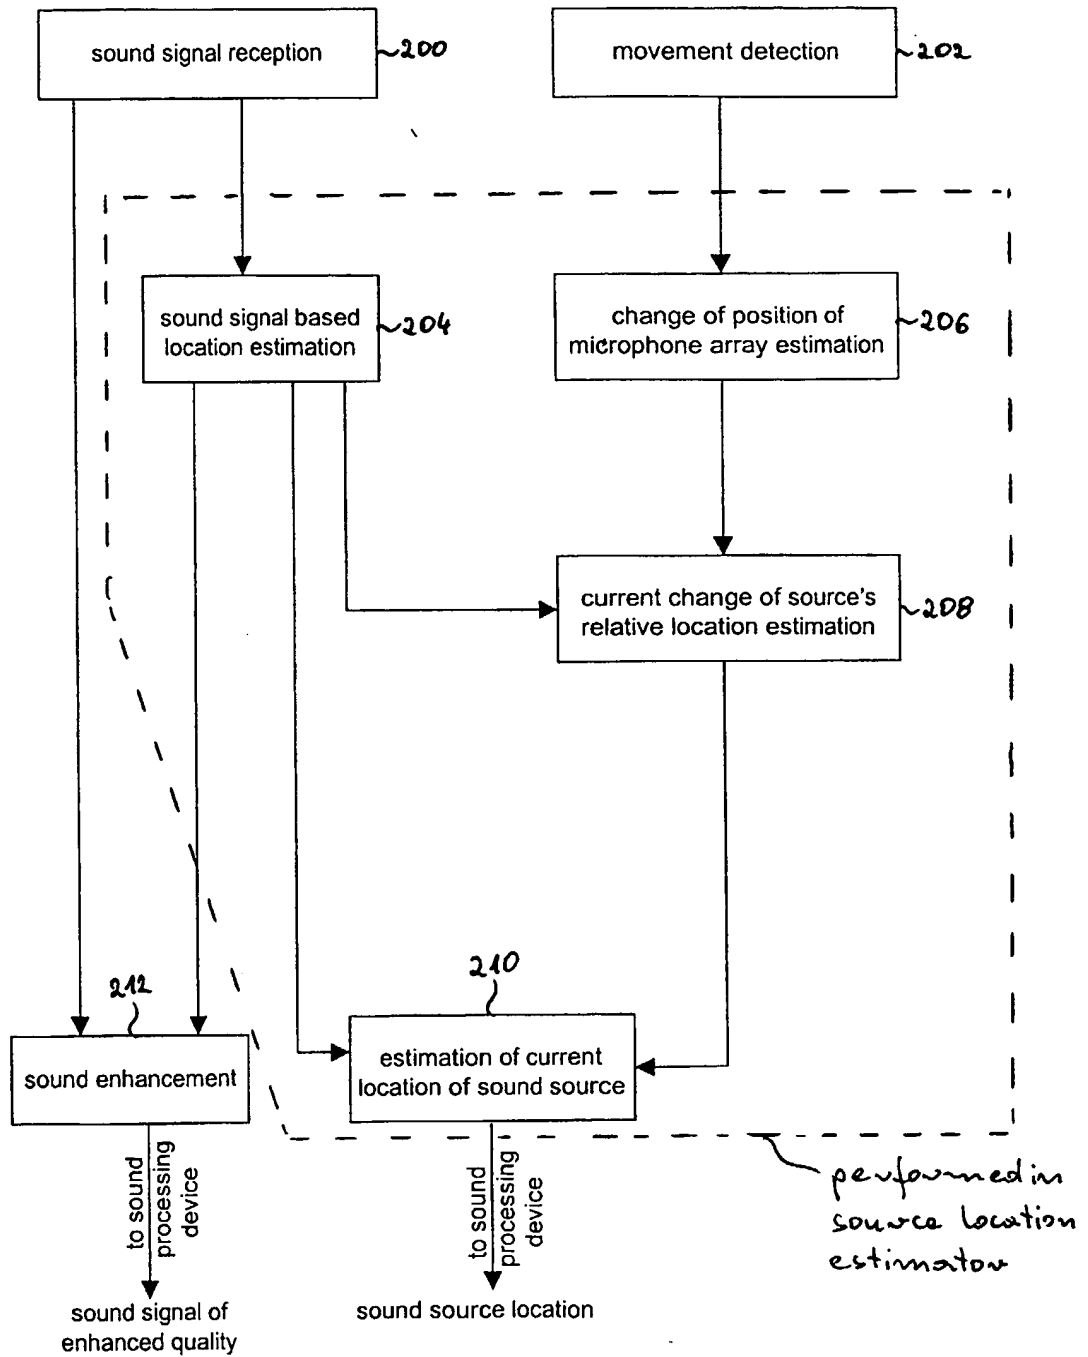 sound signal reception
200
movement detection
202
sound signal based
location estimation
204
change of position of
microphone array estimation
206
current change of source's
relative location estimation
208
212
sound enhancement
210
estimation of current
location of sound source
to sound
processing
device
to sound
processing
device
performed in
source location
estimator
sound signal of
enhanced quality
sound source location